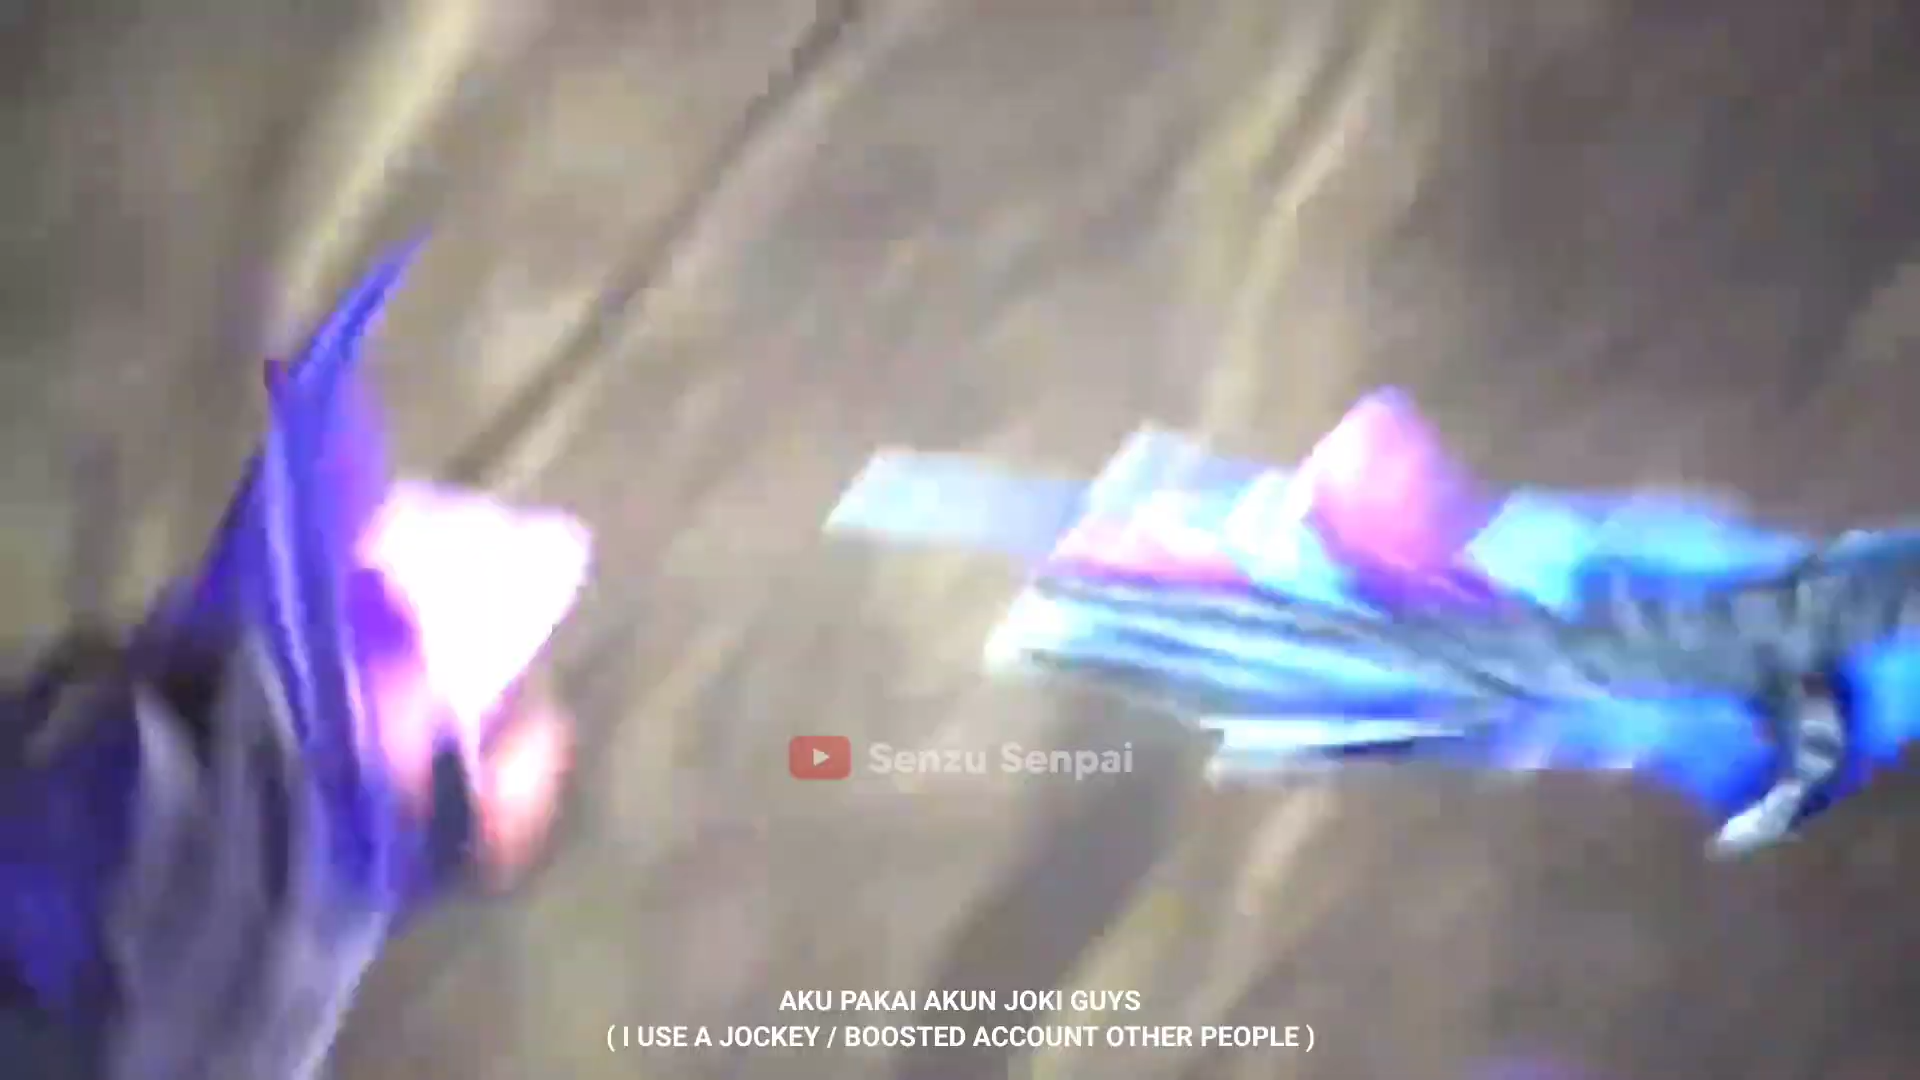 Senzu Senpai
AKU PAKAI AKUN JOKI GUYS
( I USE A JOCKEY / BOOSTED ACCOUNT OTHER PEOPLE )